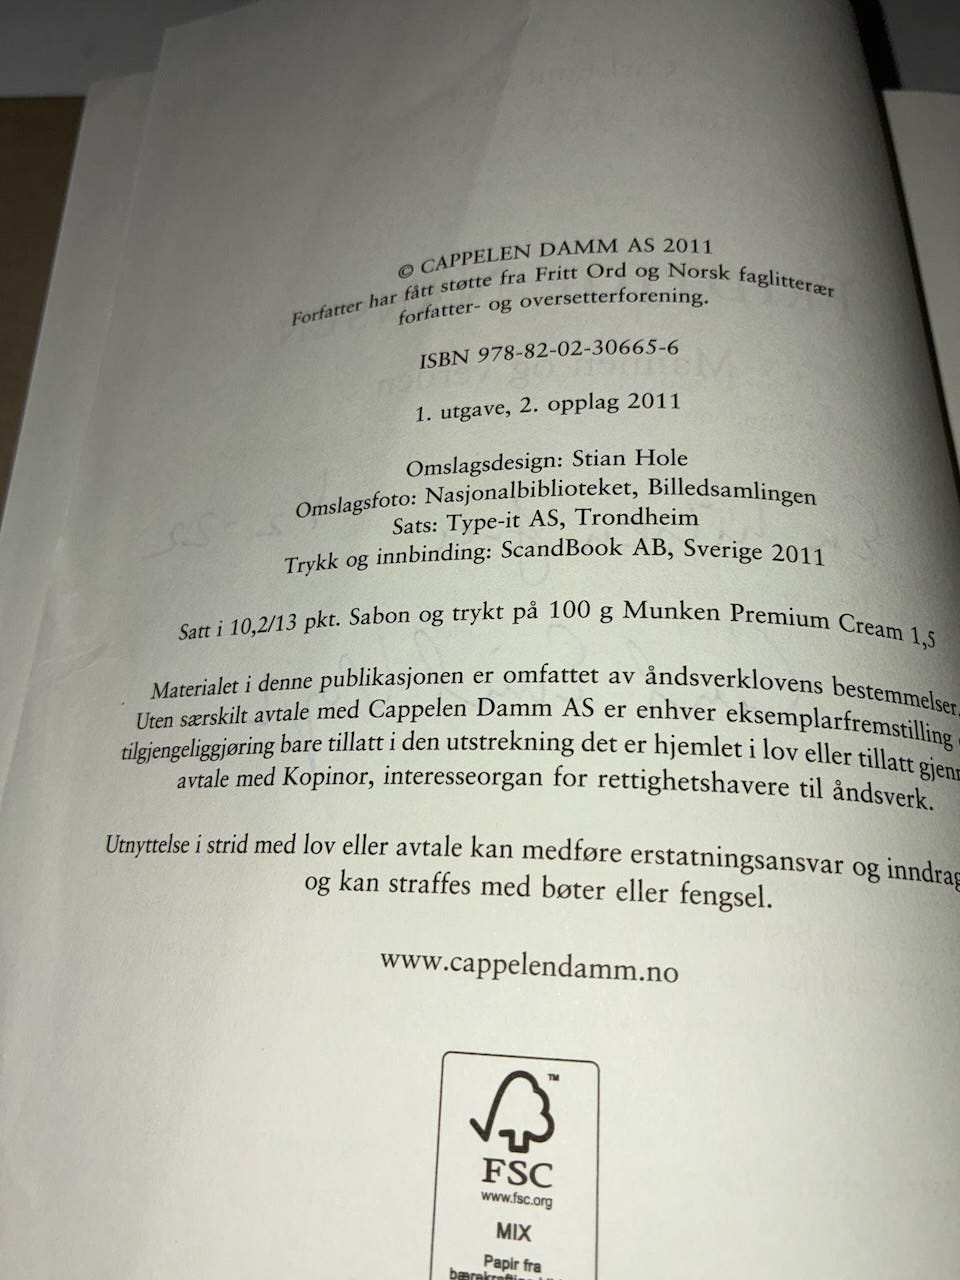 © CAPPELEN DAMM AS 2011
Forfatter har fått støtte fra Fritt Ord og Norsk faglitterær
forfatter- og oversetterforening.
ISBN 978-82-02-30665-6
1. utgave, 2. opplag 2011
Omslagsdesign: Stian Hole
Omslagsfoto: Nasjonalbiblioteket, Billedsamlingen
Sats: Type-it AS, Trondheim
Trykk og innbinding: ScandBook AB, Sverige 2011
Satt i 10,2/13 pkt. Sabon og trykt på 100 g Munken Premium Cream 1,5
Materialet i denne publikasjonen er omfattet av åndsverklovens bestemmelser.
Uten særskilt avtale med Cappelen Damm AS er enhver eksemplarfremstilling
tilgjengeliggjøring bare tillatt i den utstrekning det er hjemlet i lov eller tillatt gjenn
avtale med Kopinor, interesseorgan for rettighetshavere til åndsverk.
Utnyttelse i strid med lov eller avtale kan medføre erstatningsansvar og inndrag
og kan straffes med bøter eller fengsel.
www.cappelendamm.no
FSC™
www.fsc.org
MIX
Papir fra